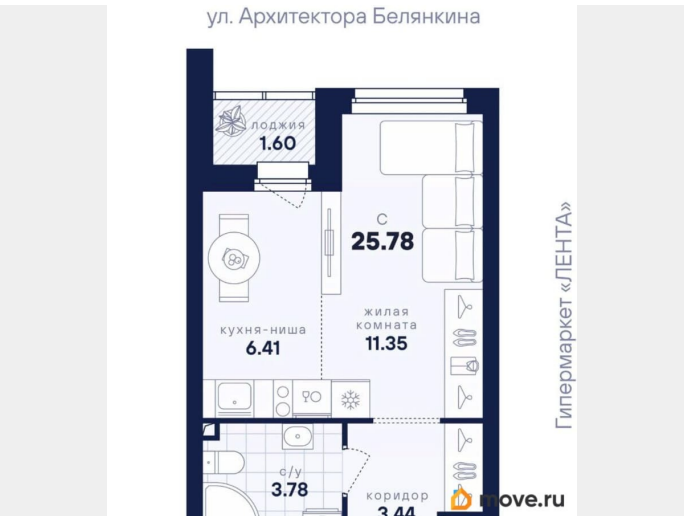 ул. Архитектора Белянкина
лоджия
1.60
С
25.78
жилая
комната
11.35
кухня-ниша
6.41
Гипермаркет «ЛЕНТА»
с/у
3.78
коридор
3.44
move.ru